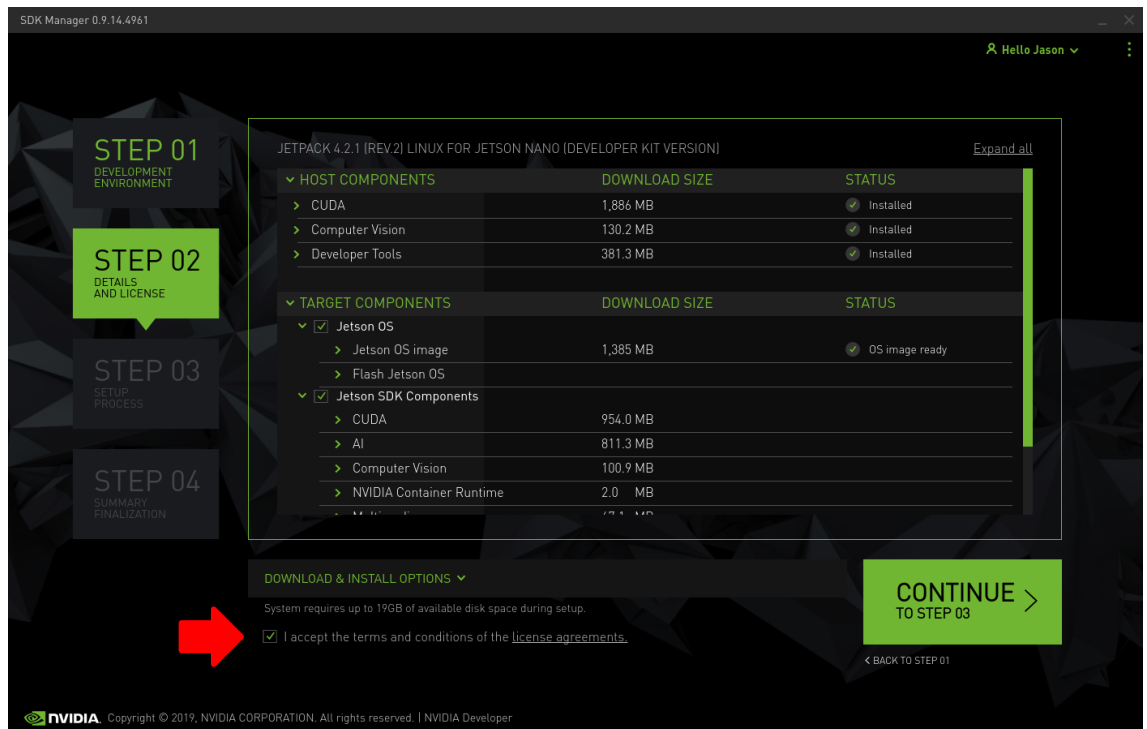 SDK Manager 0.9.14.4961
Hello Jason
STEP 01
DEVELOPMENT
ENVIRONMENT
STEP 02
DETAILS
AND LICENSE
STEP 03
SETUP
PROCESS
STEP 04
SUMMARY
FINALIZATION
JETPACK 4.2.1 (REV.2) LINUX FOR JETSON NANO (DEVELOPER KIT VERSION) Expand all
HOST COMPONENTS DOWNLOAD SIZE STATUS
CUDA 1,886 MB Installed
Computer Vision 130.2 MB Installed
Developer Tools 381.3 MB Installed
TARGET COMPONENTS DOWNLOAD SIZE STATUS
Jetson OS
Jetson OS image 1,385 MB OS image ready
Flash Jetson OS
Jetson SDK Components
CUDA 954.0 MB
AI 811.3 MB
Computer Vision 100.9 MB
NVIDIA Container Runtime 2.0 MB
DOWNLOAD & INSTALL OPTIONS
System requires up to 19GB of available disk space during setup.
I accept the terms and conditions of the license agreements.
CONTINUE
TO STEP 03
< BACK TO STEP 01
NVIDIA. Copyright © 2019, NVIDIA CORPORATION. All rights reserved. | NVIDIA Developer